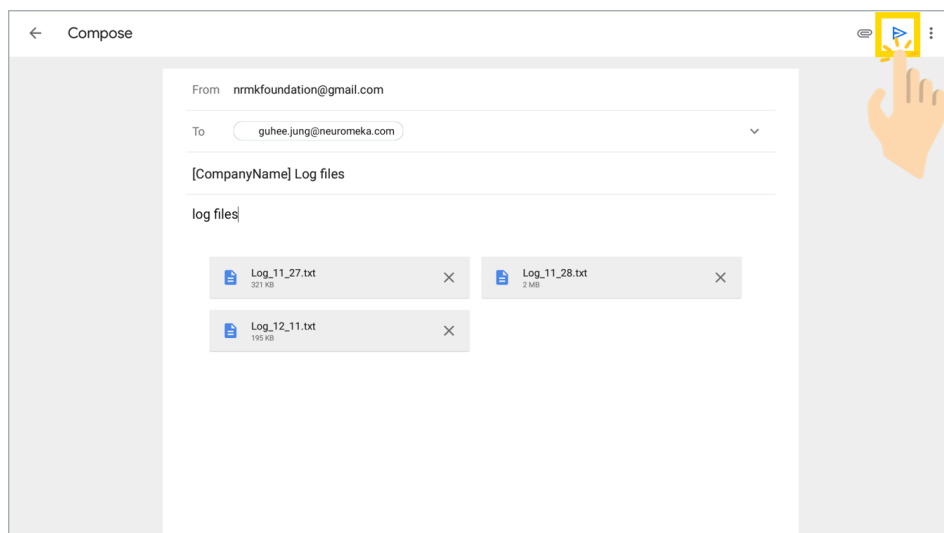 Compose
From nrmkfoundation@gmail.com
To guhee.jung@neuromeka.com
[CompanyName] Log files
log files
Log_11_27.txt
321 KB
Log_11_28.txt
2 MB
Log_12_11.txt
195 KB